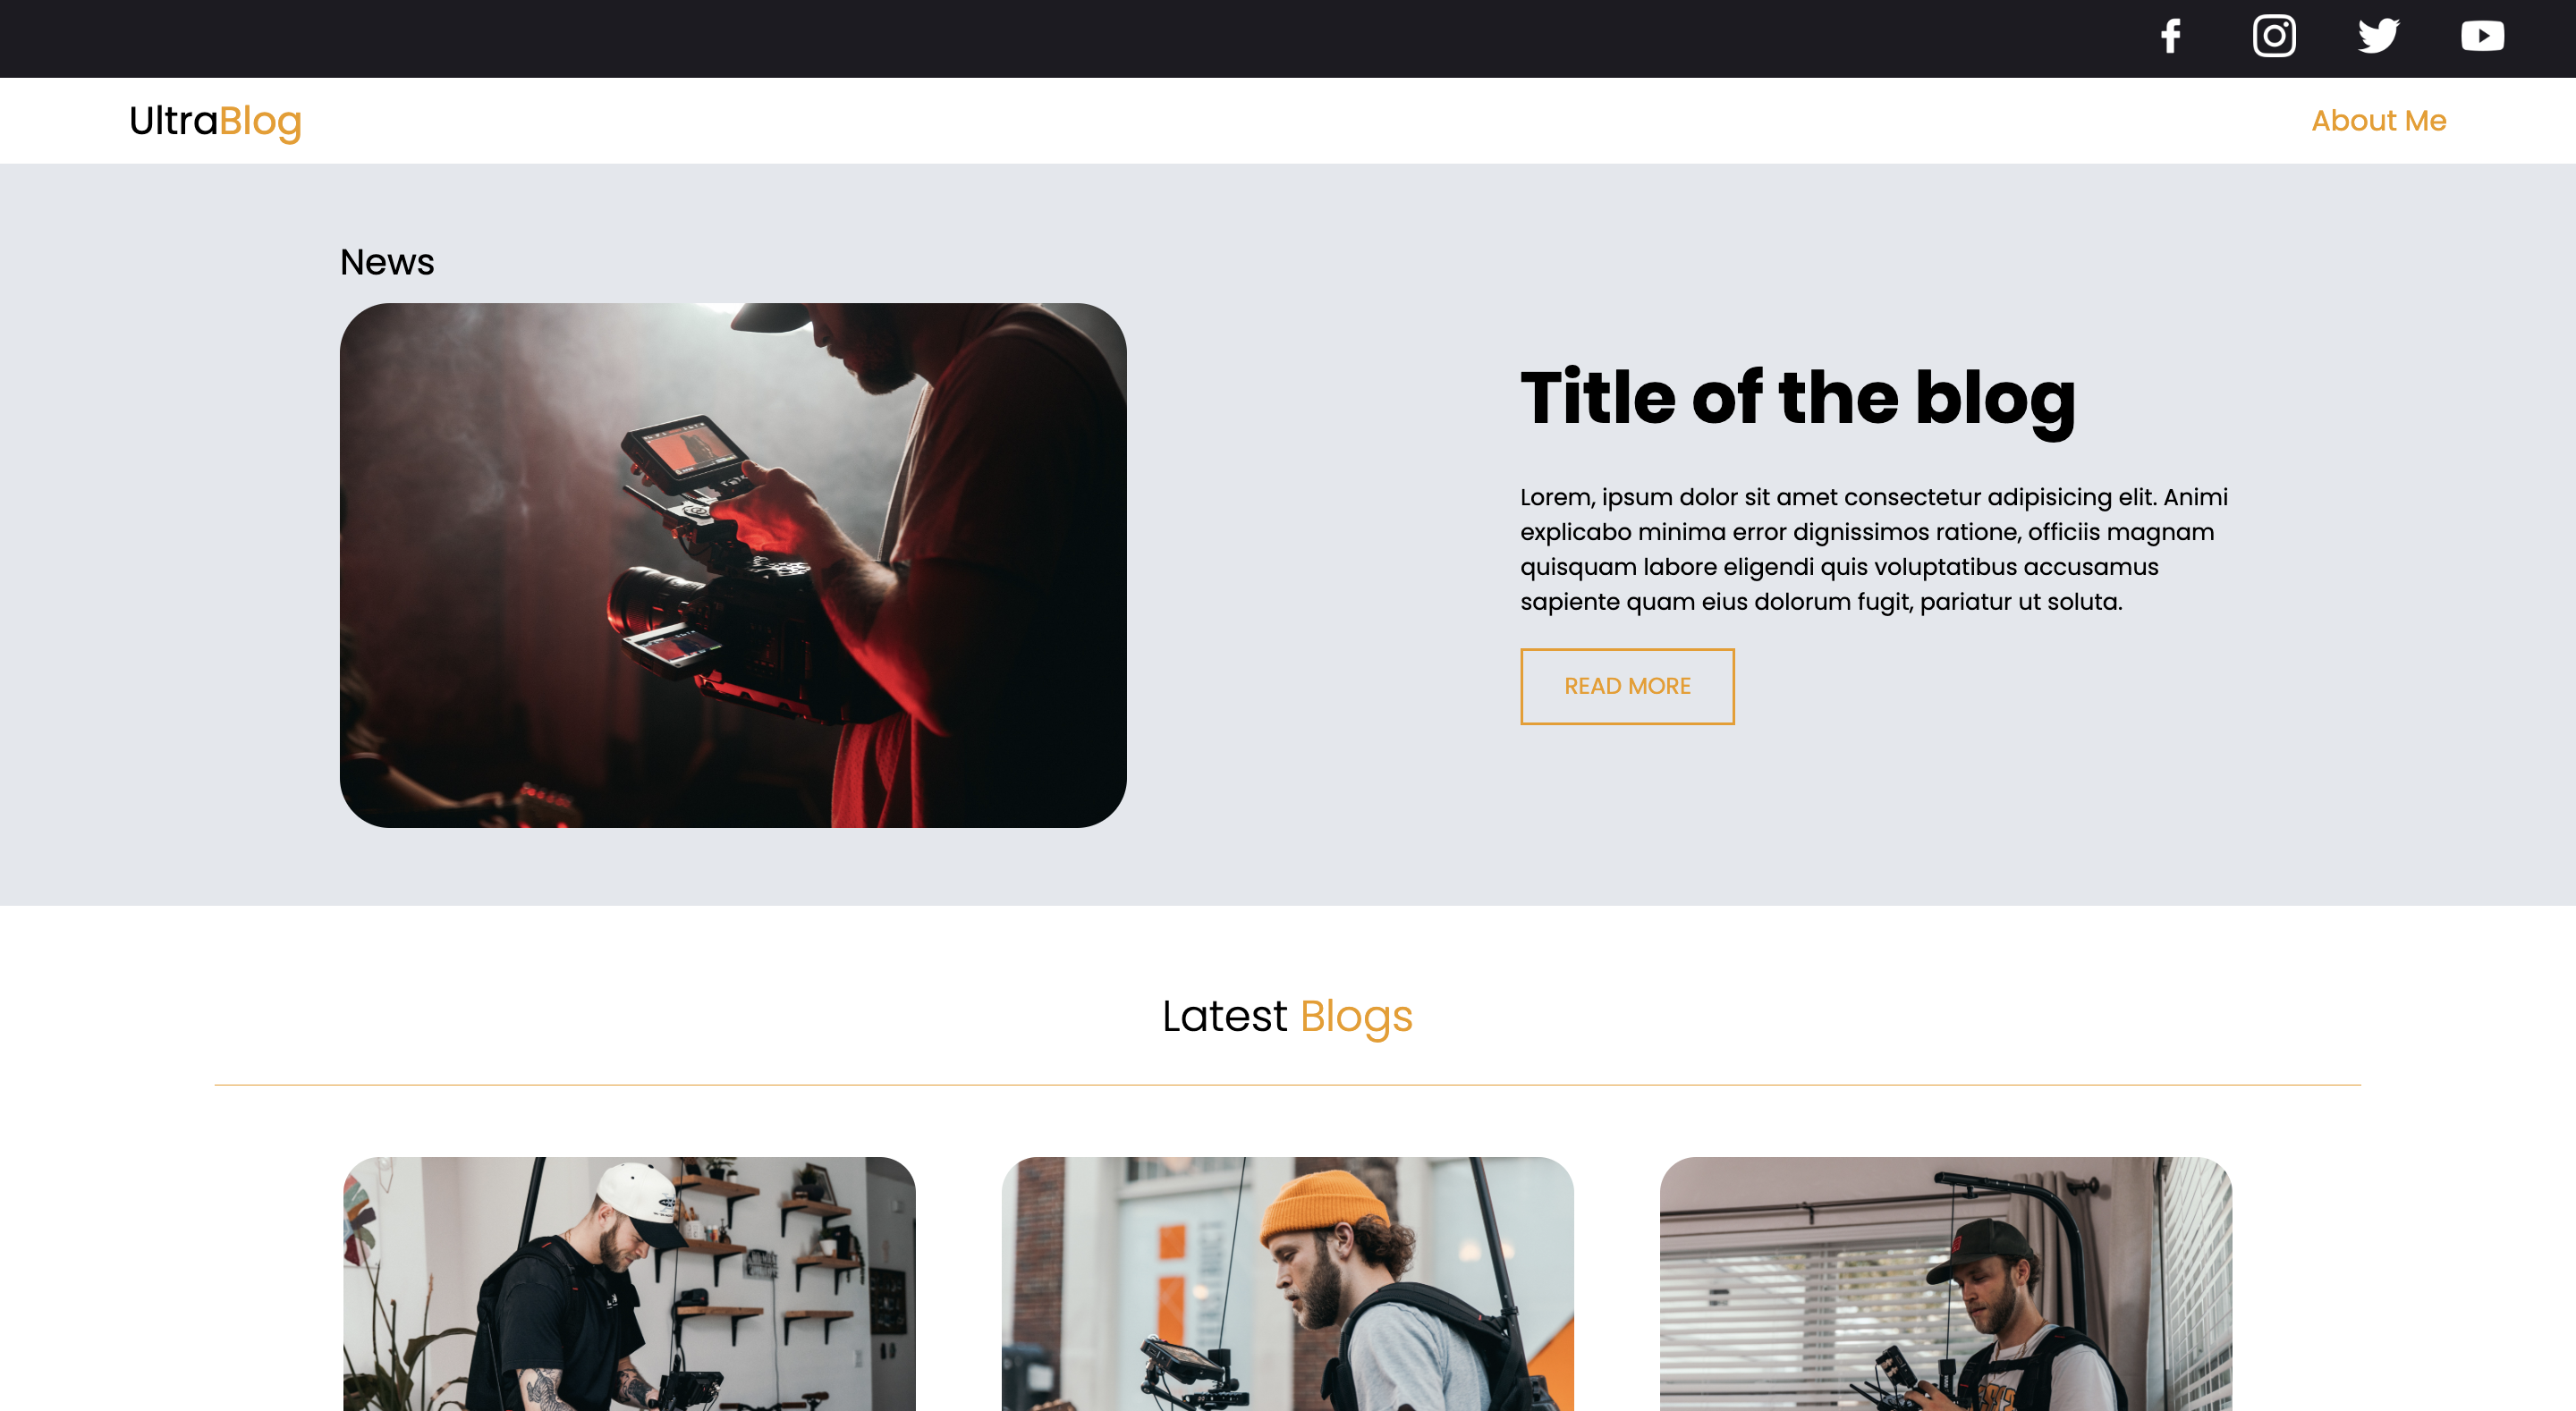 UltraBlog
About Me
News
Title of the blog
Lorem, ipsum dolor sit amet consectetur adipisicing elit. Animi
explicabo minima error dignissimos ratione, officiis magnam
quisquam labore eligendi quis voluptatibus accusamus
sapiente quam eius dolorum fugit, pariatur ut soluta.
READ MORE
Latest Blogs